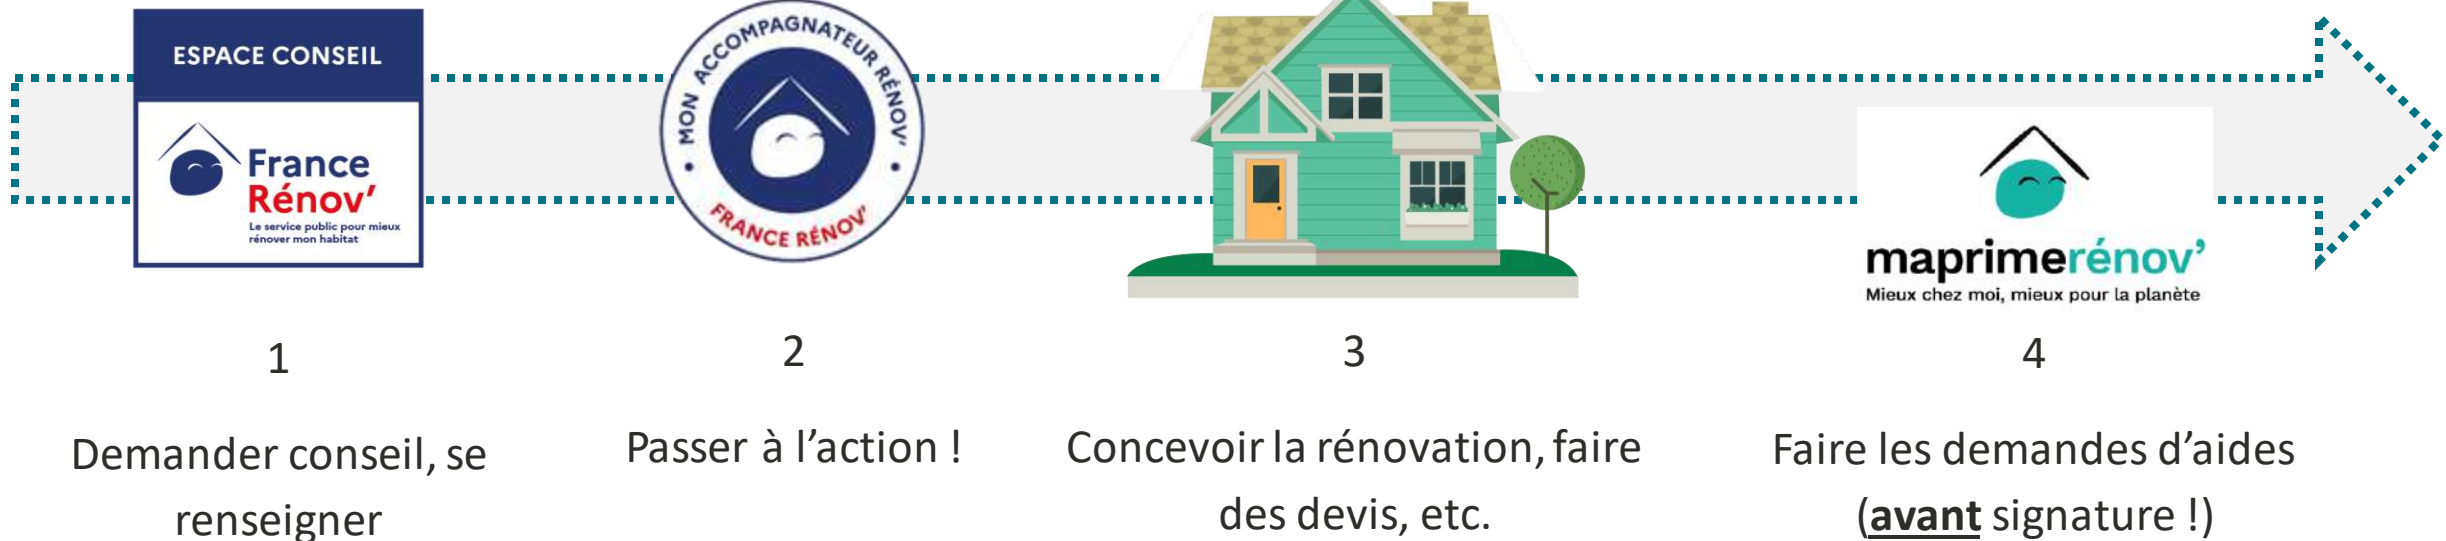 ESPACE CONSEIL
France
Rénov’
Le service public pour mieux
rénover mon habitat
• MON ACCOMPAGNATEUR RÉNOV’ •
FRANCE RÉNOV’
maprimerénov’
Mieux chez moi, mieux pour la planète
1
Demander conseil, se
renseigner
2
Passer à l’action !
3
Concevoir la rénovation, faire
des devis, etc.
4
Faire les demandes d’aides
(avant signature !)